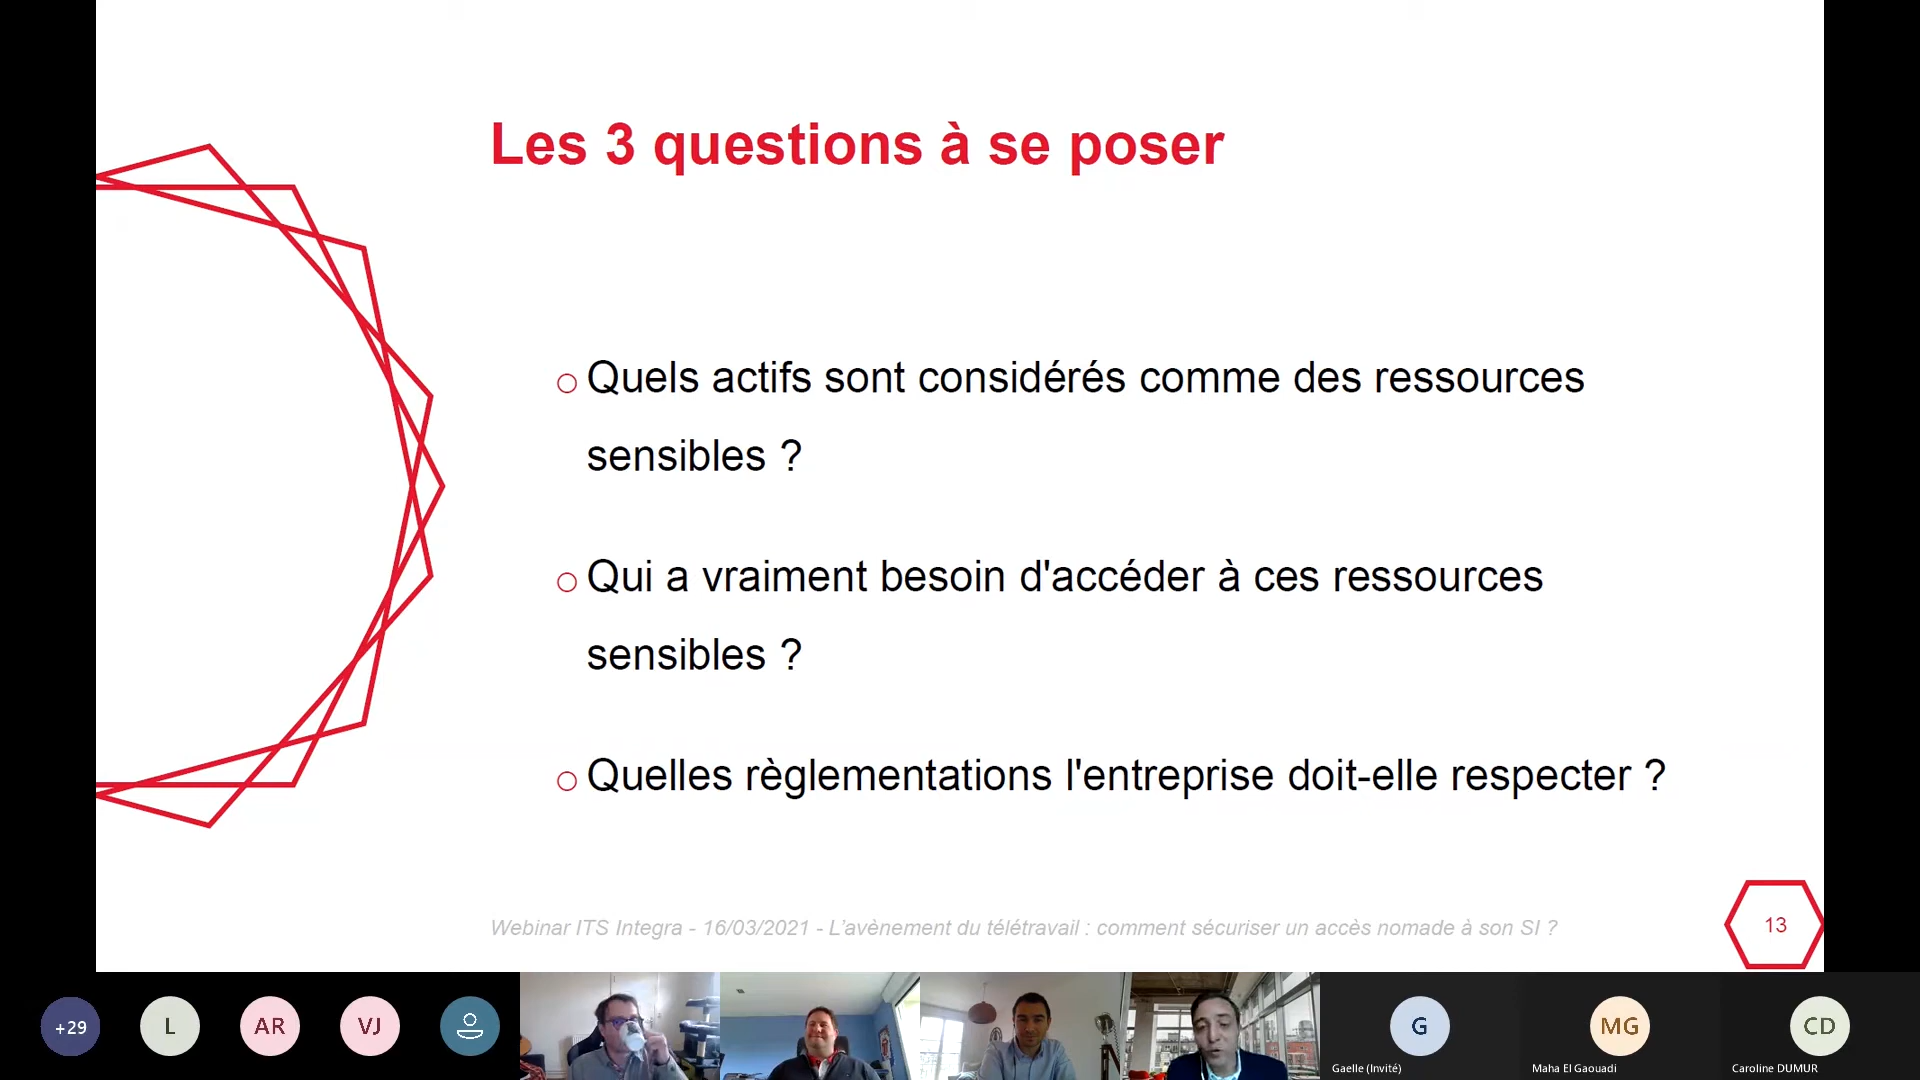 Les 3 questions à se poser
Quels actifs sont considérés comme des ressources
sensibles ?
Qui a vraiment besoin d'accéder à ces ressources
sensibles ?
Quelles règlementations l'entreprise doit-elle respecter ?
Webinar ITS Integra - 16/03/2021 - L'avènement du télétravail : comment sécuriser un accès nomade à son SI ?
13
+29
L
AR
VJ
G
MG
CD
Gaelle (Invité)
Maha El Gaouadi
Caroline DUMUR